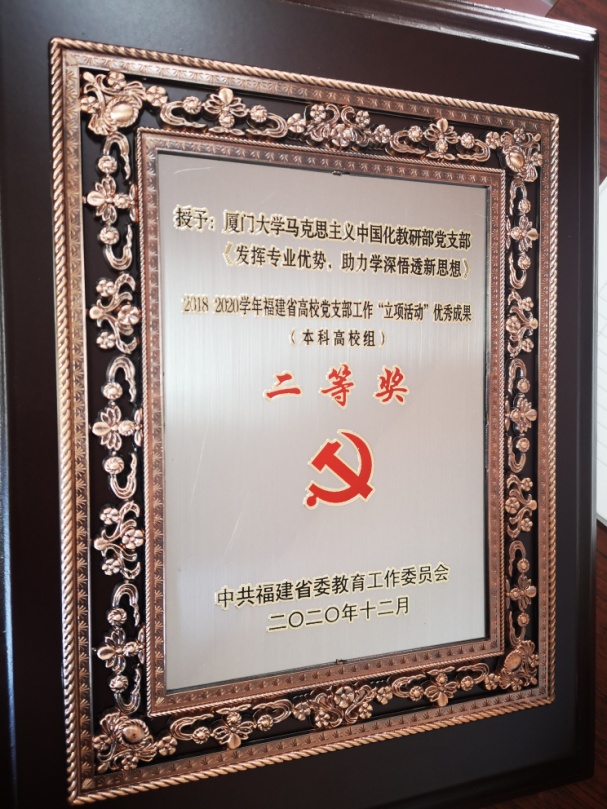 授予：厦门大学马克思主义中国化教研部党支部
《发挥专业优势，助力学深悟透新思想》
2018-2020学年福建省高校党支部工作“立项活动”优秀成果
（本科高校组）
二等奖
中共福建省委教育工作委员会
二〇二〇年十二月